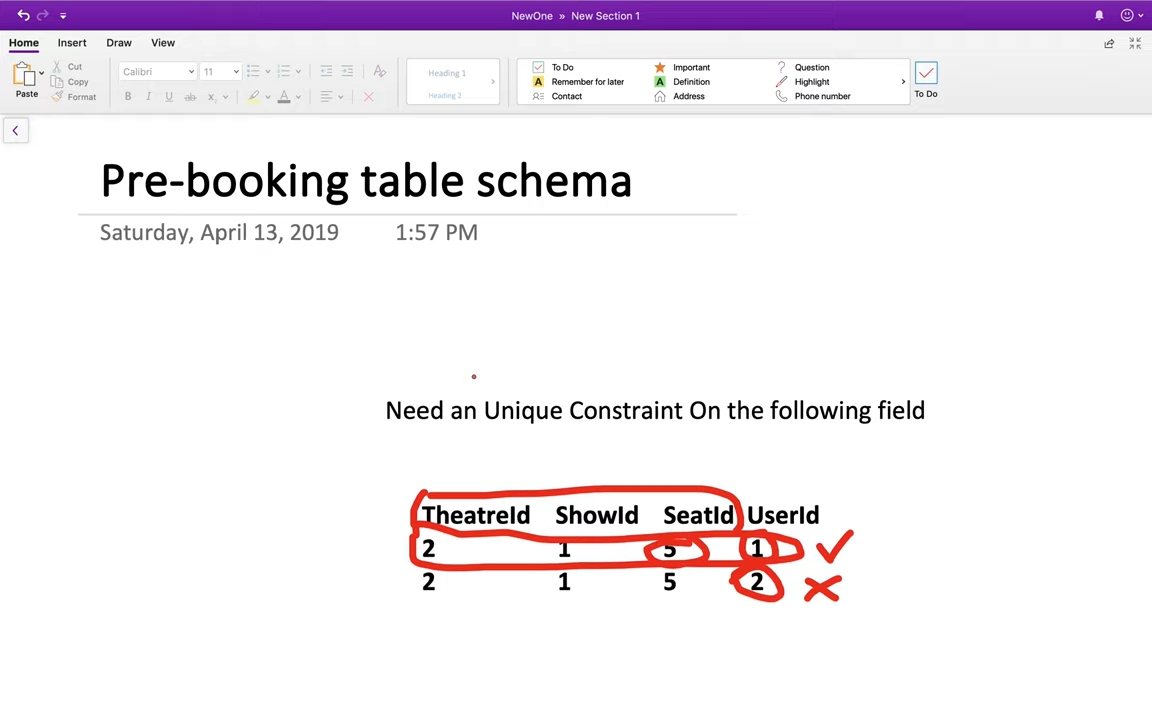 NewOne » New Section 1
Home Insert Draw View
Paste
Cut
Copy
Format
Calibri 11
B I U ab x A
Heading 1
Heading 2
To Do Important Question
Remember for later Definition Highlight
Contact Address Phone number
To Do
Pre-booking table schema
Saturday, April 13, 2019 1:57 PM
Need an Unique Constraint On the following field
TheatreId ShowId SeatId UserId
2 1 5 1
2 1 5 2